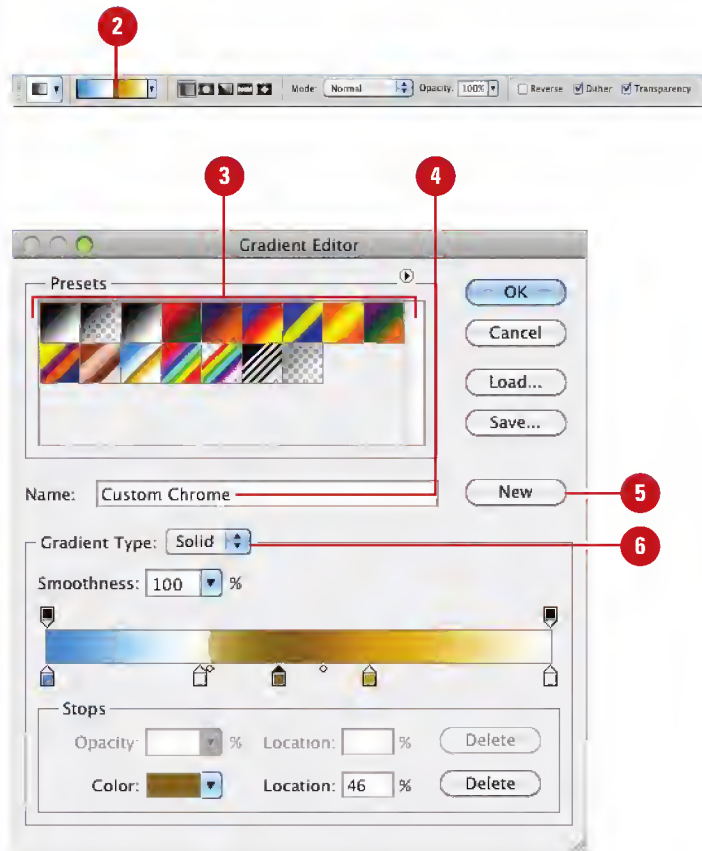 2
Mode: Normal Opacity: 100% Reverse Dither Transparency
3 4
Gradient Editor
Presets
OK
Cancel
Load...
Save...
Name: Custom Chrome New 5
Gradient Type: Solid 6
Smoothness: 100 %
Stops
Opacity: % Location: % Delete
Color: Location: 46 % Delete